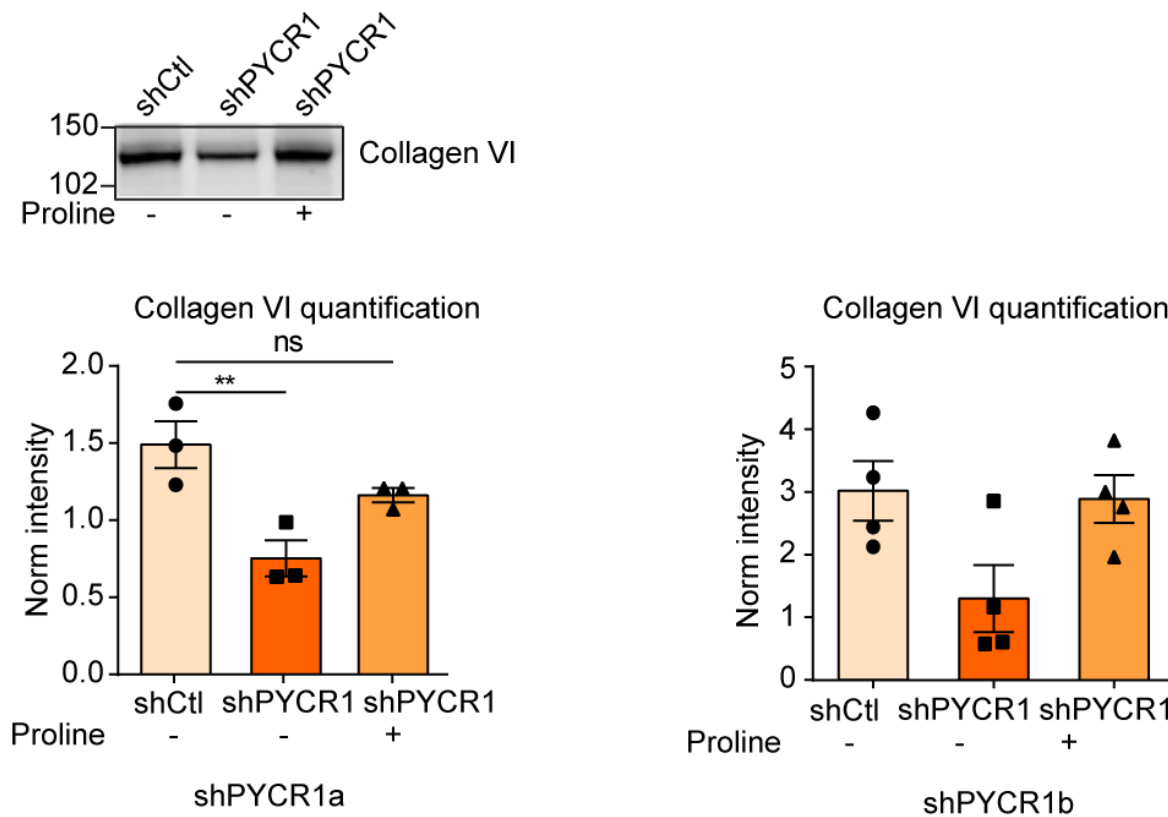 shCtl shPYCR1 shPYCR1
150
Collagen VI
102
Proline - - +
Collagen VI quantification
ns
**
2.0
1.5
1.0
0.5
0.0
Norm intensity
shCtl shPYCR1 shPYCR1
Proline - - +
shPYCR1a
Collagen VI quantification
5
4
3
2
1
0
Norm intensity
shCtl shPYCR1 shPYCR1
Proline - - +
shPYCR1b